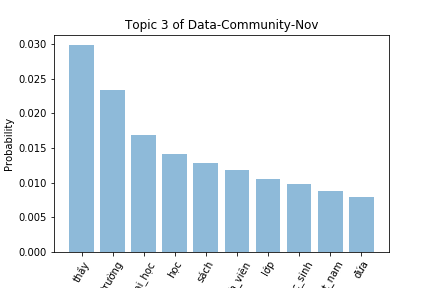 Topic 3 of Data-Community-Nov
0.030
0.025
0.020
0.015
0.010
0.005
0.000
Probability
thầy
học
sách
lớp
dừa